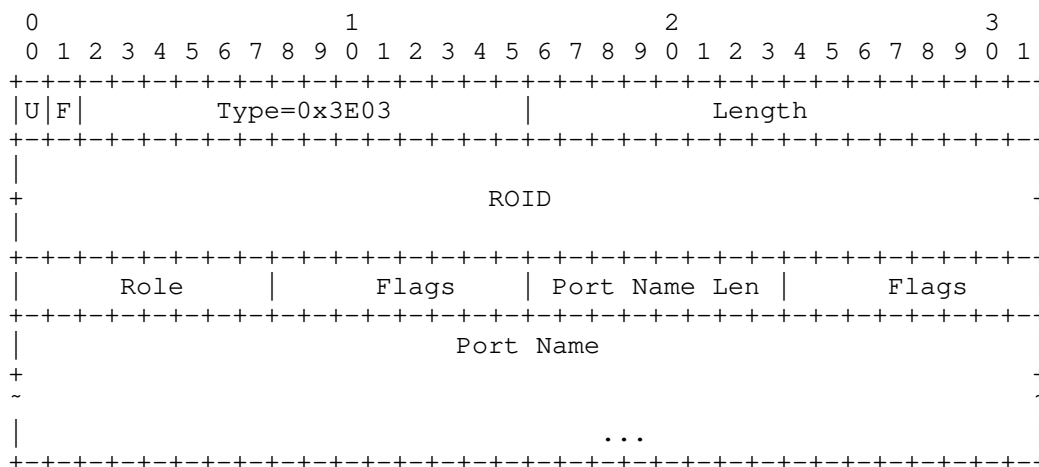 0                   1                   2                   3
 0 1 2 3 4 5 6 7 8 9 0 1 2 3 4 5 6 7 8 9 0 1 2 3 4 5 6 7 8 9 0 1
+-+-+-+-+-+-+-+-+-+-+-+-+-+-+-+-+-+-+-+-+-+-+-+-+-+-+-+-+-+-+-+--
|U|F|        Type=0x3E03        |           Length
+-+-+-+-+-+-+-+-+-+-+-+-+-+-+-+-+-+-+-+-+-+-+-+-+-+-+-+-+-+-+-+--
|
+                             ROID                              -
|
+-+-+-+-+-+-+-+-+-+-+-+-+-+-+-+-+-+-+-+-+-+-+-+-+-+-+-+-+-+-+-+--
|      Role     |      Flags    | Port Name Len |      Flags
+-+-+-+-+-+-+-+-+-+-+-+-+-+-+-+-+-+-+-+-+-+-+-+-+-+-+-+-+-+-+-+--
|                           Port Name
+                                                               -
~                                                               ~
|                                    ...
+-+-+-+-+-+-+-+-+-+-+-+-+-+-+-+-+-+-+-+-+-+-+-+-+-+-+-+-+-+-+-+--